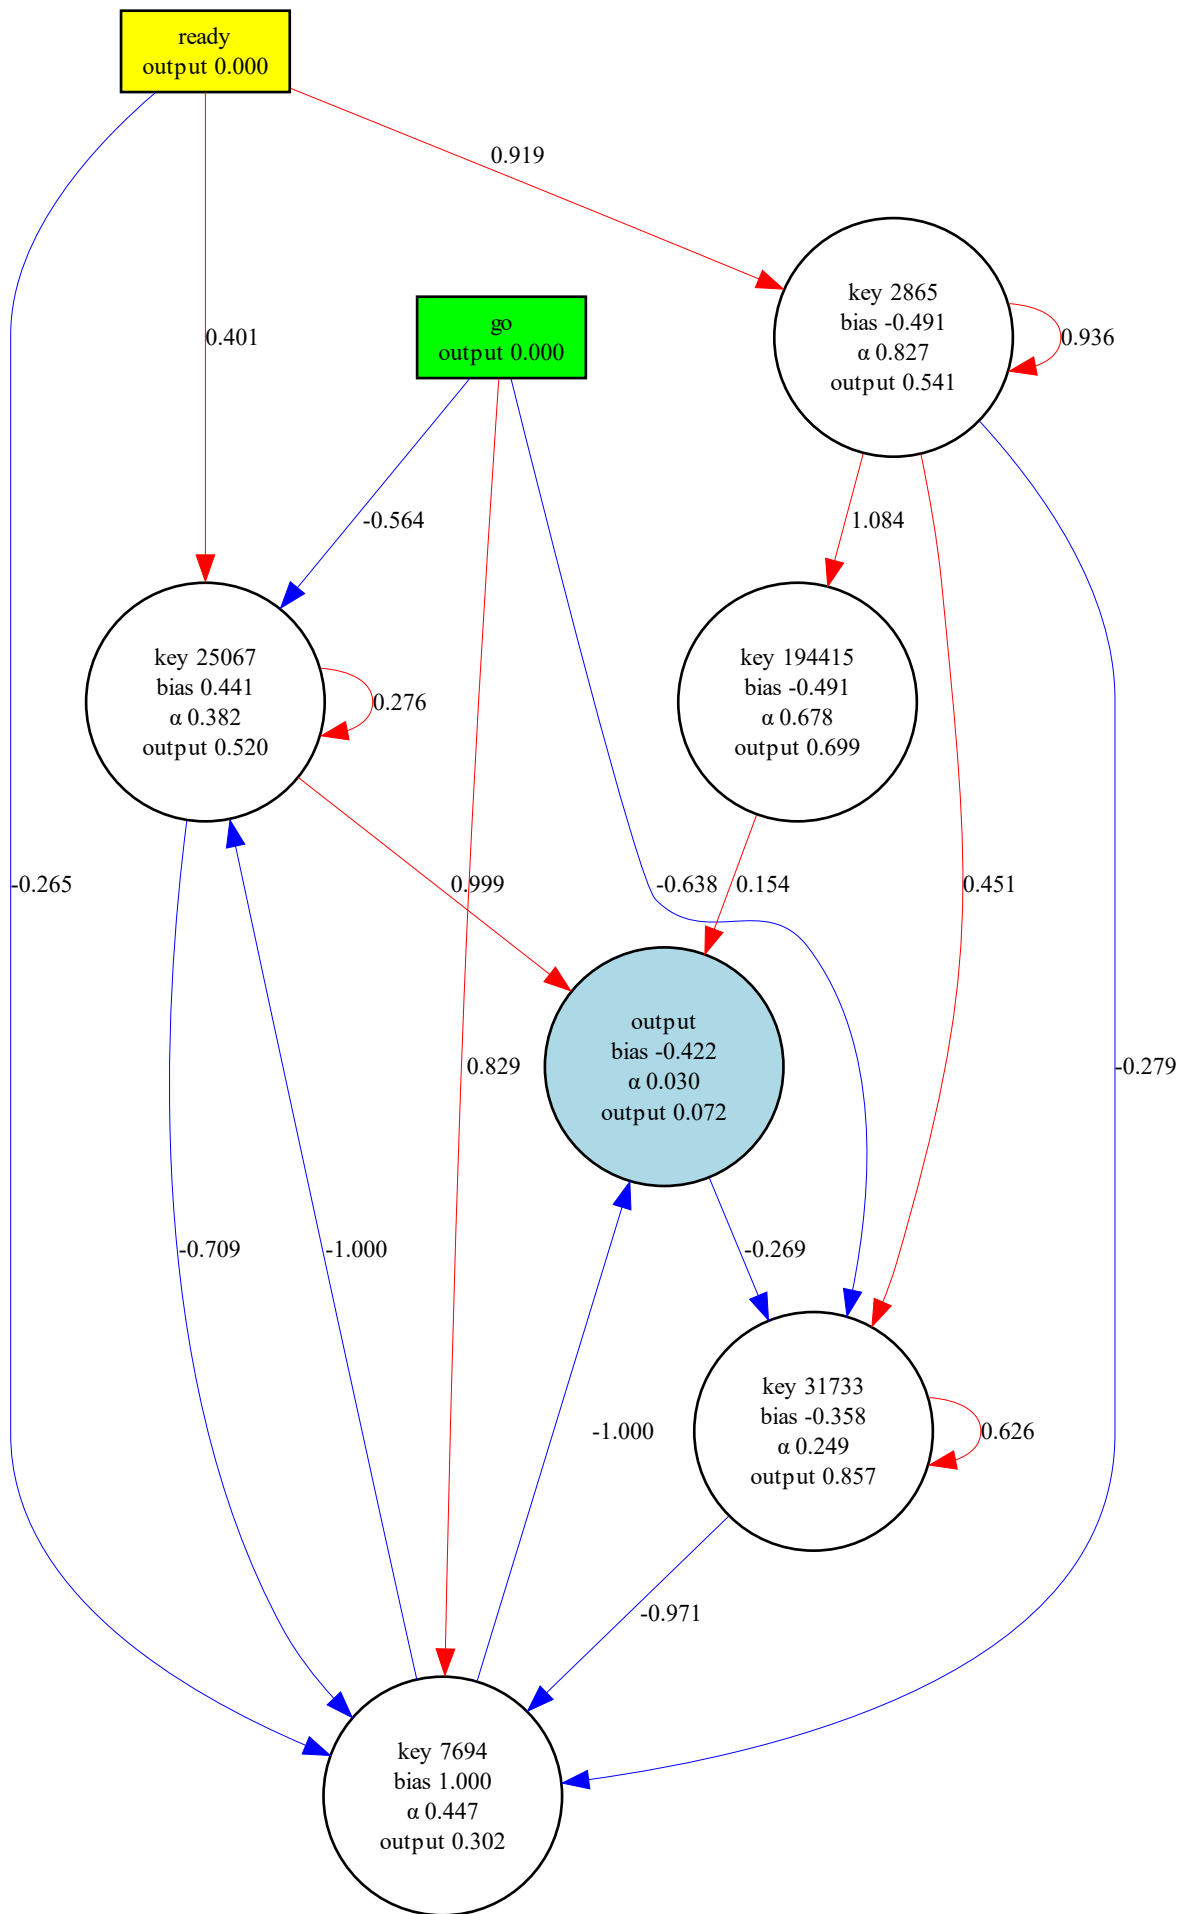 ready
output 0.000
0.919
key 2865
bias -0.491
α 0.827
output 0.541
0.936
go
output 0.000
0.401
-0.564
1.084
key 25067
bias 0.441
α 0.382
output 0.520
0.276
key 194415
bias -0.491
α 0.678
output 0.699
-0.265
0.999
-0.638
0.154
0.451
output
bias -0.422
α 0.030
output 0.072
0.829
-0.279
-0.709
-1.000
-0.269
-1.000
key 31733
bias -0.358
α 0.249
output 0.857
0.626
-0.971
key 7694
bias 1.000
α 0.447
output 0.302